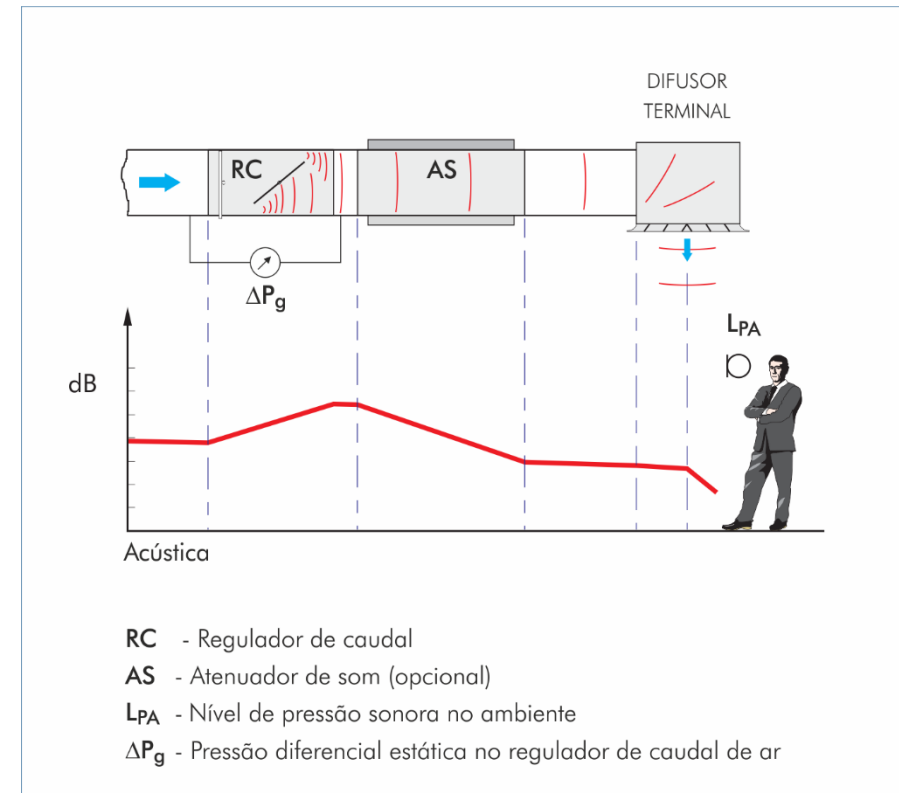 DIFUSOR
TERMINAL
RC
AS
ΔPg
LPA
dB
Acústica
RC - Regulador de caudal
AS - Atenuador de som (opcional)
LPA - Nível de pressão sonora no ambiente
ΔPg - Pressão diferencial estática no regulador de caudal de ar